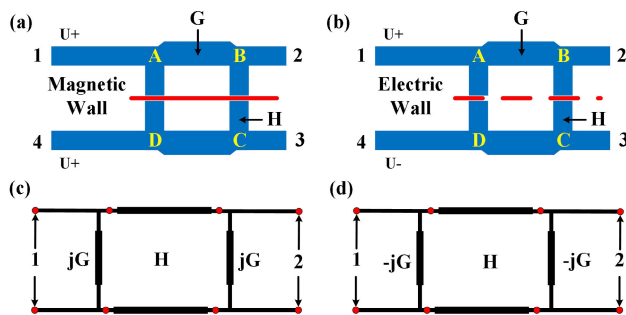 (a) G (b) G
U+ U+
1 A B 2 1 A B 2
Magnetic Wall Electric Wall
H H
4 D C 3 4 D C 3
U+ U-
(c) (d)
1 jG H jG 2 1 -jG H -jG 2